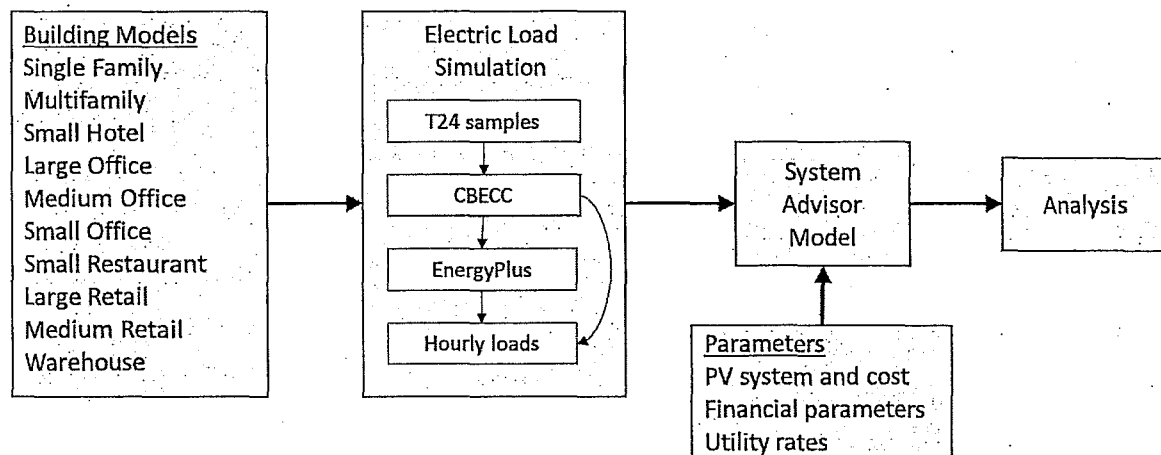 Building Models
Single Family
Multifamily
Small Hotel
Large Office
Medium Office
Small Office
Small Restaurant
Large Retail
Medium Retail
Warehouse
Electric Load
Simulation
T24 samples
CBECC
EnergyPlus
Hourly loads
System
Advisor
Model
Analysis
Parameters
PV system and cost
Financial parameters
Utility rates